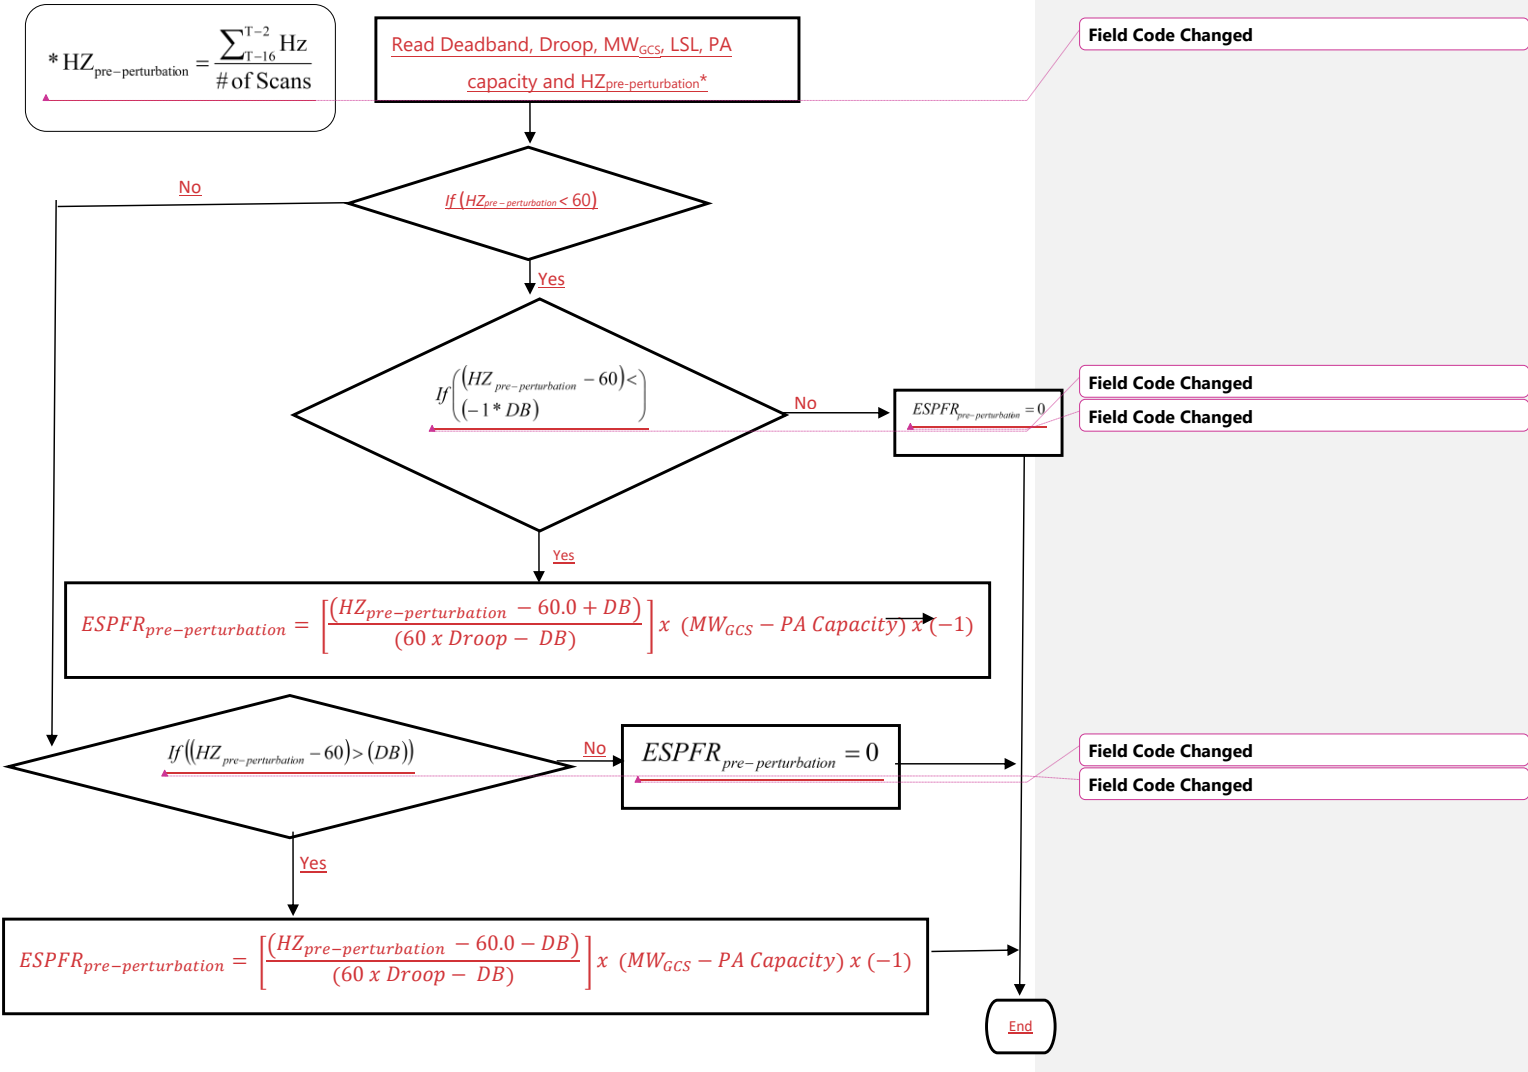 * HZpre−perturbation = ∑T−16T−2 Hz / # of Scans
Read Deadband, Droop, MWGCS, LSL, PA
capacity and HZpre-perturbation*
Field Code Changed
No
If (HZpre−perturbation < 60)
Yes
If ( (HZ pre−perturbation − 60) <
(−1 * DB) )
No
ESPFRpre−perturbation = 0
Field Code Changed
Field Code Changed
Yes
ESPFRpre−perturbation = [ (HZpre−perturbation − 60.0 + DB) / (60 x Droop − DB) ] x (MWGCS − PA Capacity) x (−1)
If ((HZ pre−perturbation − 60) > (DB))
No
ESPFR pre−perturbation = 0
Field Code Changed
Field Code Changed
Yes
ESPFRpre−perturbation = [ (HZpre−perturbation − 60.0 − DB) / (60 x Droop − DB) ] x (MWGCS − PA Capacity) x (−1)
End